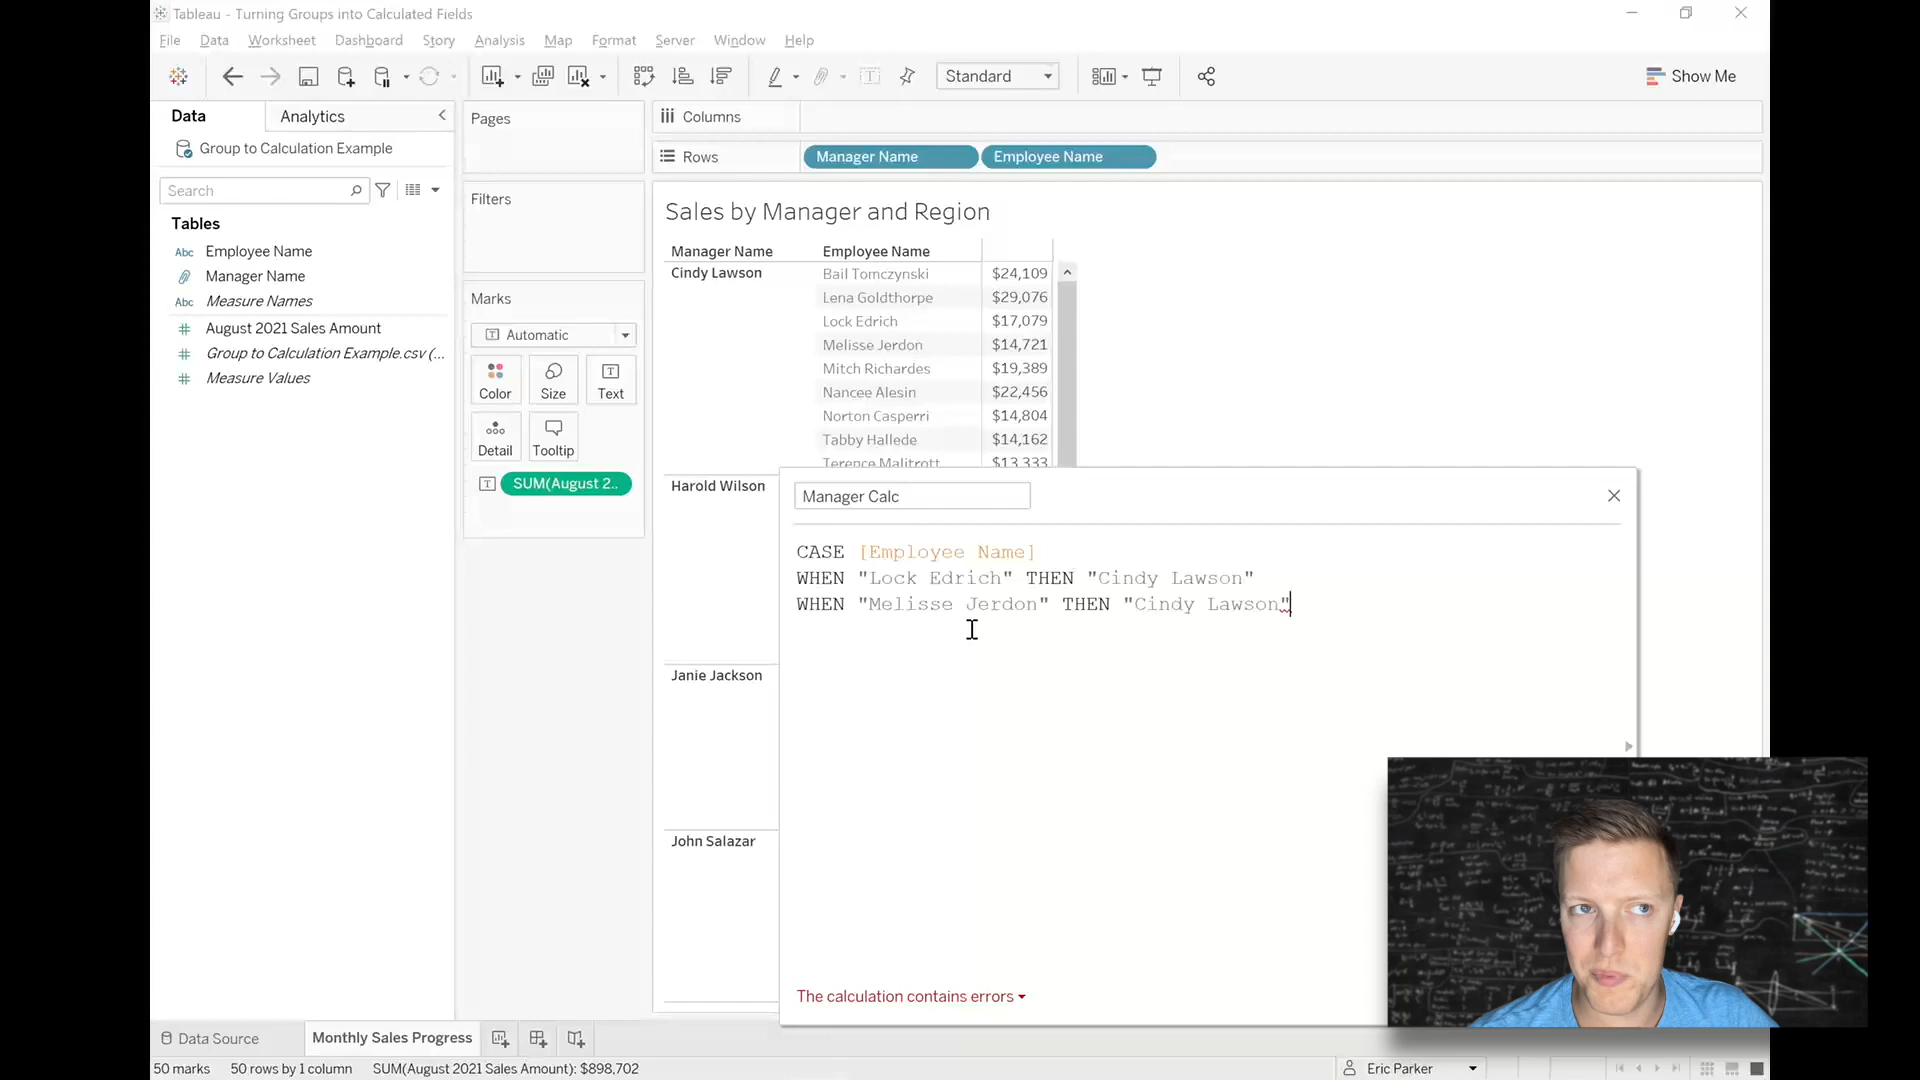 Tableau - Turning Groups into Calculated Fields
File Data Worksheet Dashboard Story Analysis Map Format Server Window Help
Standard
Show Me
Data
Analytics
Group to Calculation Example
Search
Tables
Abc Employee Name
Manager Name
Abc Measure Names
August 2021 Sales Amount
Group to Calculation Example.csv (...
Measure Values
Pages
Filters
Marks
Automatic
Color
Size
Text
Detail
Tooltip
SUM(August 2..
Columns
Rows
Manager Name
Employee Name
Sales by Manager and Region
Manager Name Employee Name
Cindy Lawson Bail Tomczynski $24,109
Lena Goldthorpe $29,076
Lock Edrich $17,079
Melisse Jerdon $14,721
Mitch Richardes $19,389
Nancee Alesin $22,456
Norton Casperri $14,804
Tabby Hallede $14,162
Terence Malitrott $13,333
Harold Wilson
Janie Jackson
John Salazar
Manager Calc
CASE [Employee Name]
WHEN "Lock Edrich" THEN "Cindy Lawson"
WHEN "Melisse Jerdon" THEN "Cindy Lawson"
The calculation contains errors
Data Source
Monthly Sales Progress
50 marks 50 rows by 1 column SUM(August 2021 Sales Amount): $898,702
Eric Parker